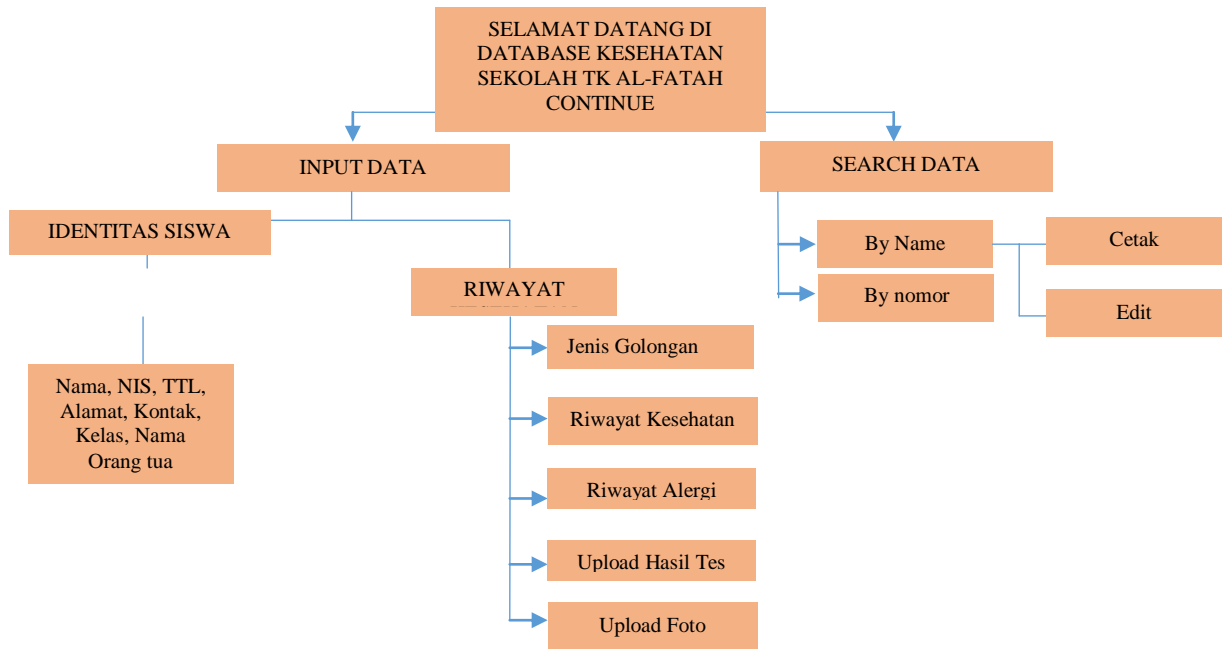 SELAMAT DATANG DI
DATABASE KESEHATAN
SEKOLAH TK AL-FATAH
CONTINUE
INPUT DATA
SEARCH DATA
IDENTITAS SISWA
By Name
Cetak
RIWAYAT
By nomor
Edit
Jenis Golongan
Nama, NIS, TTL,
Alamat, Kontak,
Kelas, Nama
Orang tua
Riwayat Kesehatan
Riwayat Alergi
Upload Hasil Tes
Upload Foto